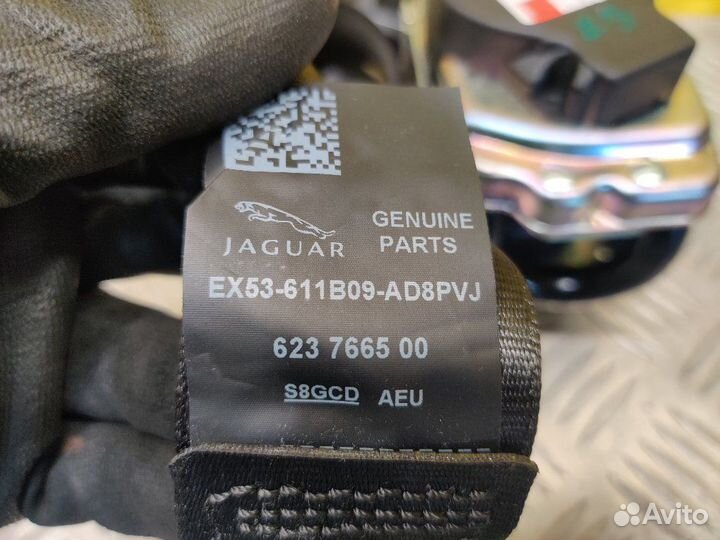 JAGUAR
GENUINE
PARTS
EX53-611B09-AD8PVJ
623 7665 00
S8GCD AEU
Avito